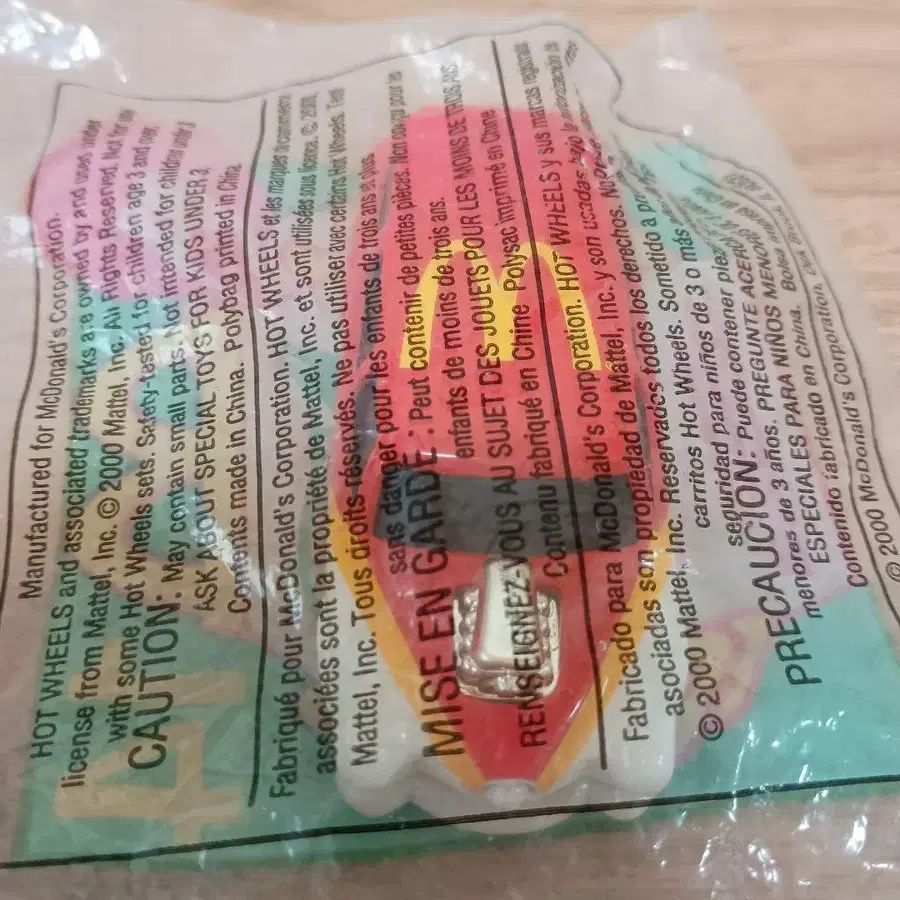 Manufactured for McDonald's Corporation.
HOT WHEELS and associated trademarks are owned by and used under
license from Mattel, Inc. © 2000 Mattel, Inc. All Rights Reserved. Not for use
with some Hot Wheels sets. Safety-tested for children age 3 and over.
CAUTION: May contain small parts. Not intended for children under 3
ASK ABOUT SPECIAL TOYS FOR KIDS UNDER 3
Contents made in China. Polybag printed in China
Fabriqué pour McDonald's Corporation. HOT WHEELS et les marques de commerce
associées sont la propriété de Mattel, Inc. et sont utilisées sous licence. © 2000
Mattel, Inc. Tous droits réservés. Ne pas utiliser avec certains Hot Wheels.
sans danger pour les enfants de trois ans et plus
MISE EN GARDE : Peut contenir de petites pièces. Non conçu pour les
enfants de moins de trois ans.
RENSEIGNEZ-VOUS AU SUJET DES JOUETS POUR LES MOINS DE TROIS ANS
Contenu fabriqué en Chine Polysac imprimé en Chine
Fabricado para McDonald's Corporation. HOT WHEELS y sus marcas registradas
asociadas son propiedad de Mattel, Inc. y son usadas bajo la autorización de
© 2000 Mattel, Inc. Reservados todos los derechos. No
carritos Hot Wheels. Sometido a
seguridad para niños de 3 o más
PRECAUCIÓN: Puede contener piezas
menores de 3 años. PREGUNTE ACERCA
ESPECIALES PARA NIÑOS MENORES
Contenido fabricado en China. Bolsa
© 2000 McDonald's Corporation.
M